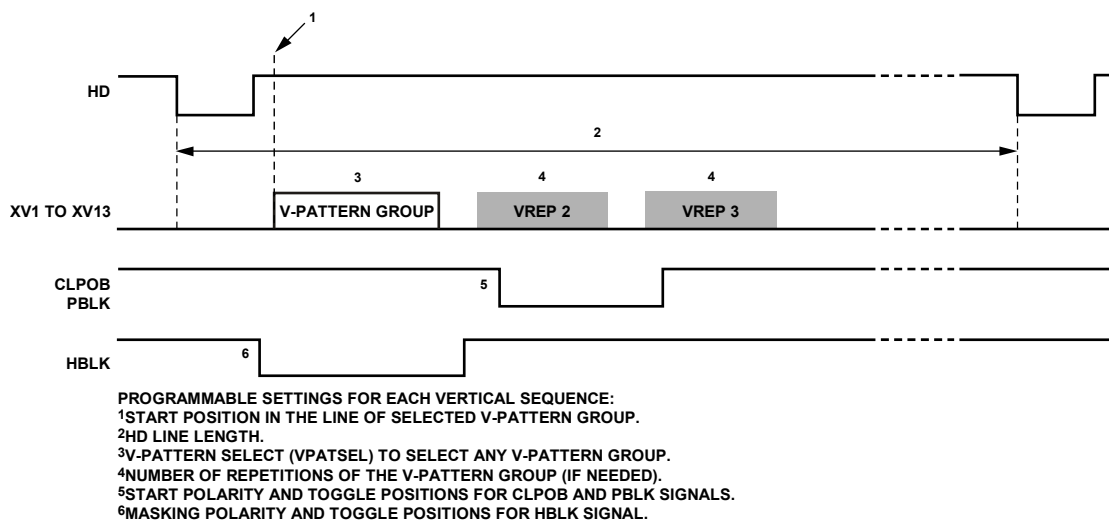 1
HD
2
3
4
4
XV1 TO XV13
V-PATTERN GROUP
VREP 2
VREP 3
CLPOB
PBLK
5
HBLK
6
PROGRAMMABLE SETTINGS FOR EACH VERTICAL SEQUENCE:
1START POSITION IN THE LINE OF SELECTED V-PATTERN GROUP.
2HD LINE LENGTH.
3V-PATTERN SELECT (VPATSEL) TO SELECT ANY V-PATTERN GROUP.
4NUMBER OF REPETITIONS OF THE V-PATTERN GROUP (IF NEEDED).
5START POLARITY AND TOGGLE POSITIONS FOR CLPOB AND PBLK SIGNALS.
6MASKING POLARITY AND TOGGLE POSITIONS FOR HBLK SIGNAL.